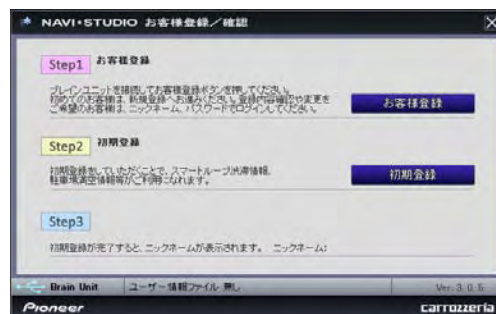 NAVI•STUDIO お客様登録／確認
Step1 お客様登録
ブレインユニットを接続してお客様登録ボタンを押してください。
初めてのお客様は、新規登録へお進みください。登録内容確認や変更を
ご希望のお客様は、ニックネーム、パスワードでログインしてください。
お客様登録
Step2 初期登録
初期登録をしていただくことで、スマートループ渋滞情報、
駐車場満空情報等がご利用になれます。
初期登録
Step3
初期登録が完了すると、ニックネームが表示されます。 ニックネーム:
Brain Unit ユーザー情報ファイル 無し Ver. 3. 0. 5
Pioneer carrozzeria